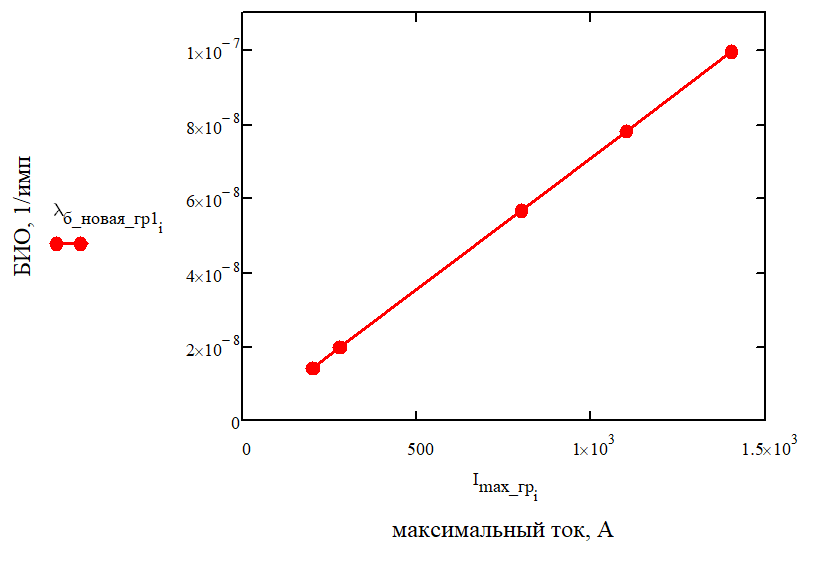 БИО, 1/имп
λб_новая_гр1i
1×10−7
8×10−8
6×10−8
4×10−8
2×10−8
0
0 500 1×103 1.5×103
Imax_грi
максимальный ток, А